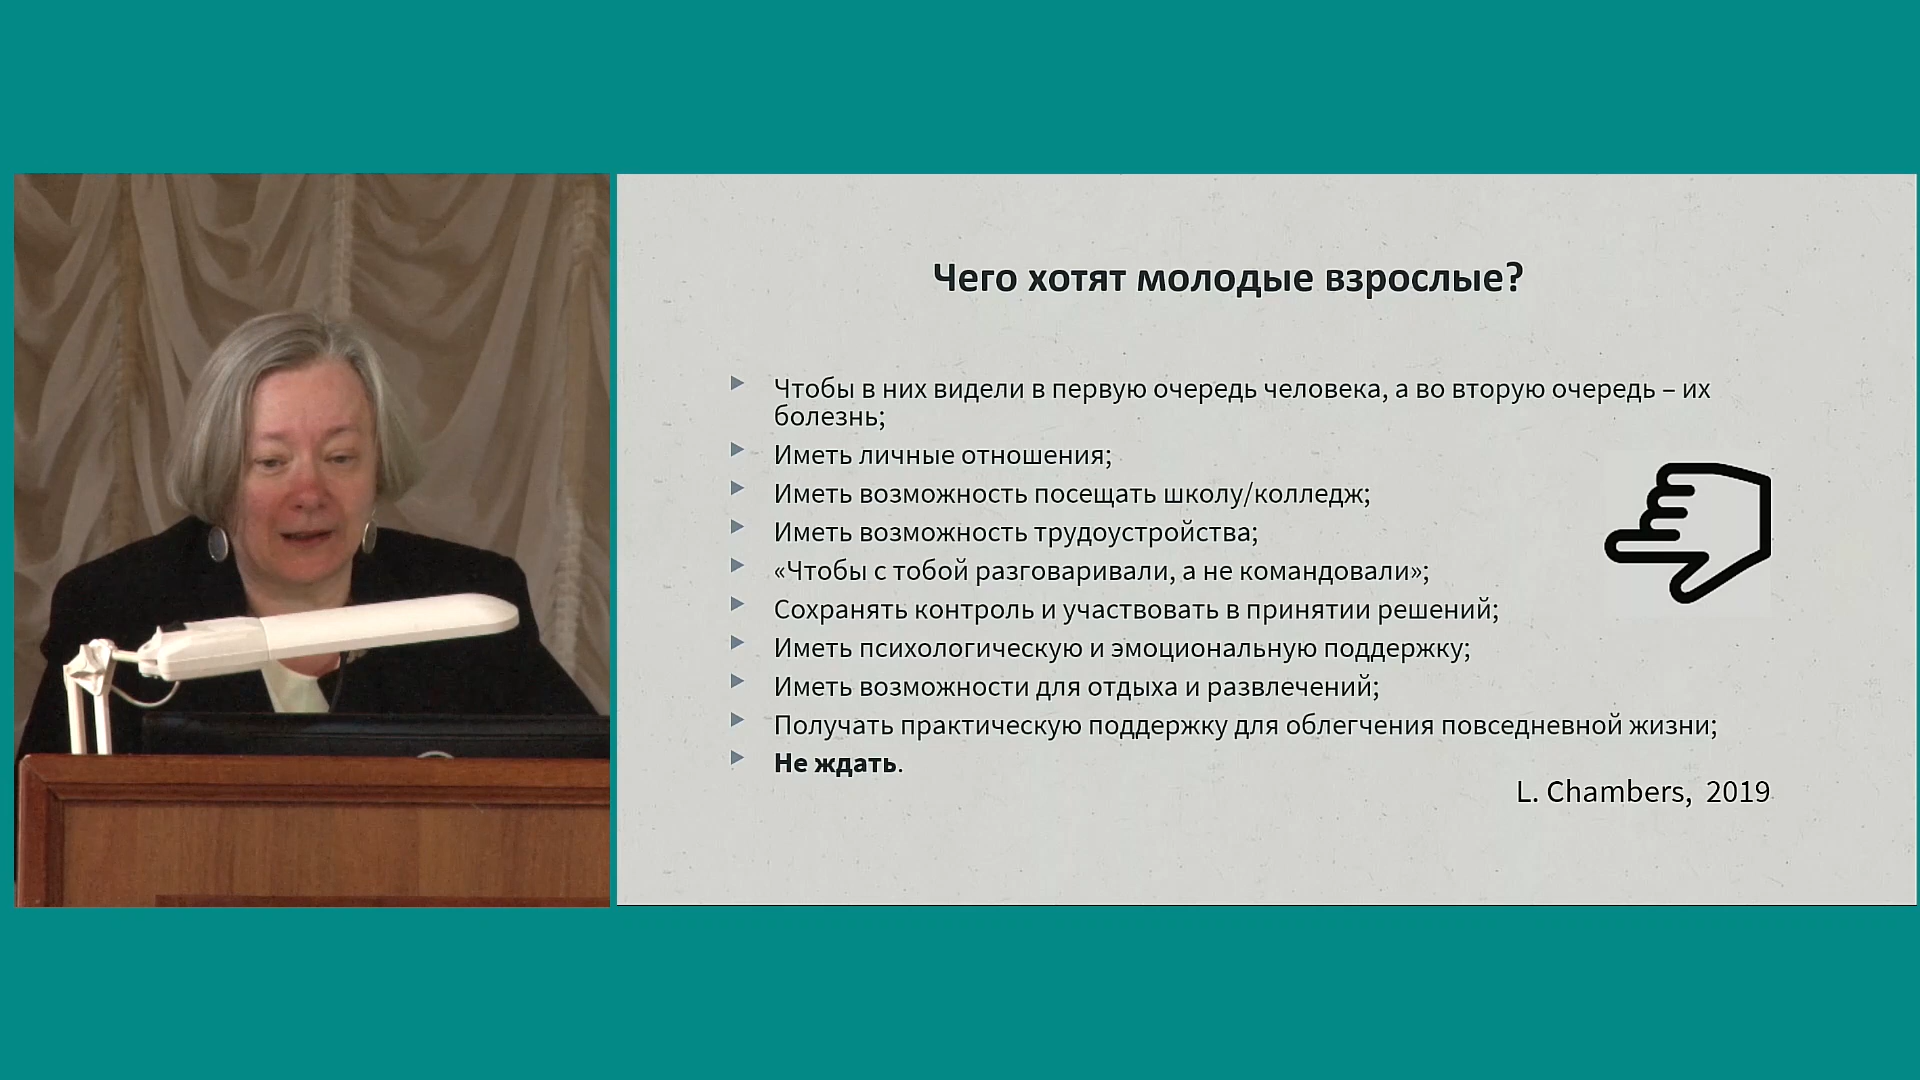 Чего хотят молодые взрослые?
Чтобы в них видели в первую очередь человека, а во вторую очередь – их
болезнь;
Иметь личные отношения;
Иметь возможность посещать школу/колледж;
Иметь возможность трудоустройства;
«Чтобы с тобой разговаривали, а не командовали»;
Сохранять контроль и участвовать в принятии решений;
Иметь психологическую и эмоциональную поддержку;
Иметь возможности для отдыха и развлечений;
Получать практическую поддержку для облегчения повседневной жизни;
Не ждать.
L. Chambers, 2019